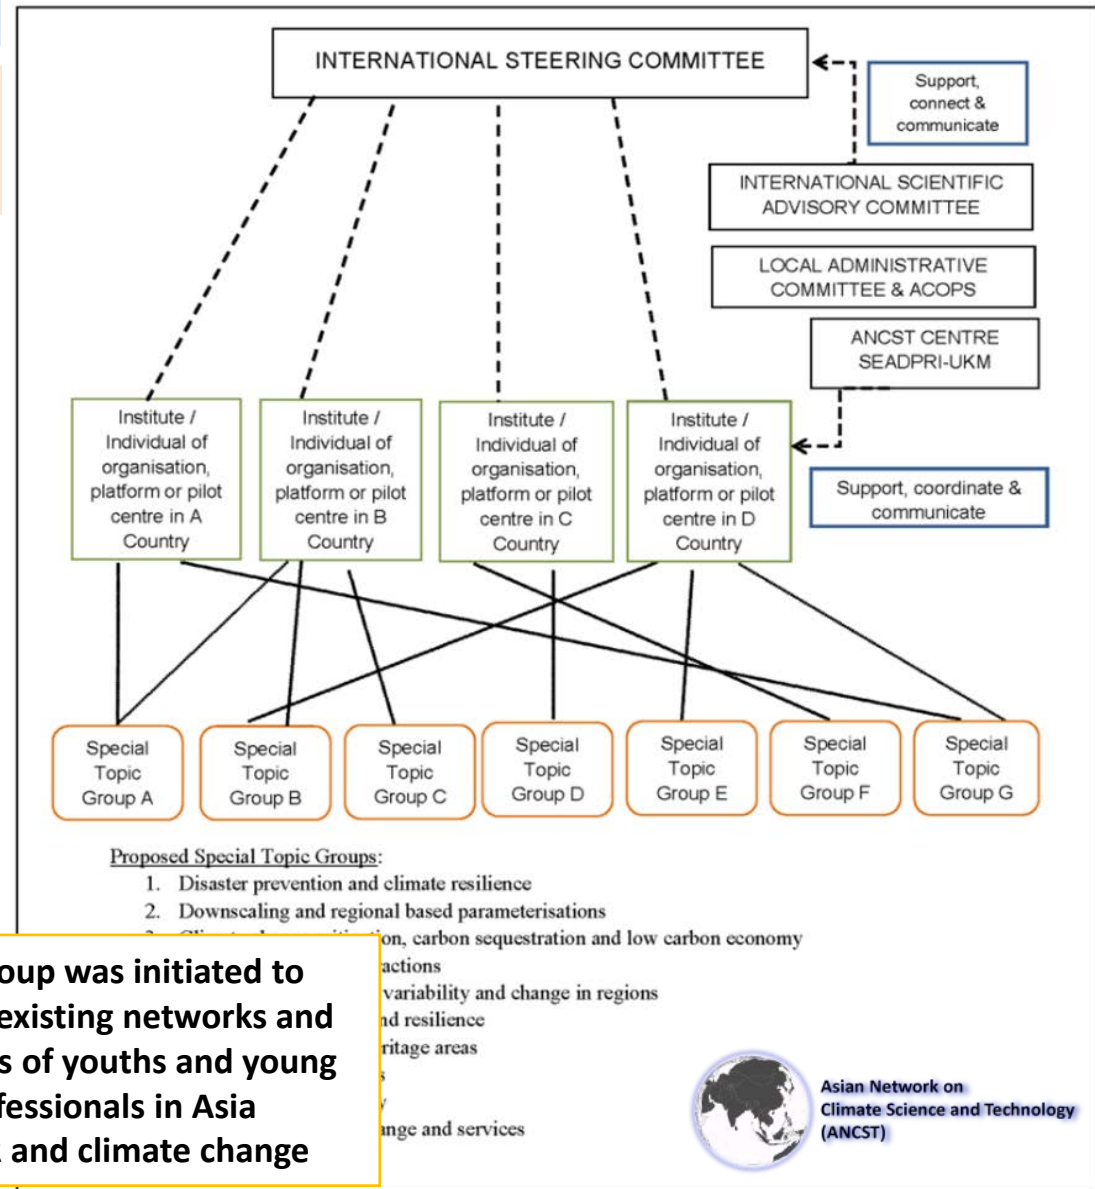 INTERNATIONAL STEERING COMMITTEE
Support,
connect &
communicate
INTERNATIONAL SCIENTIFIC
ADVISORY COMMITTEE
LOCAL ADMINISTRATIVE
COMMITTEE & ACOPS
ANCST CENTRE
SEADPRI-UKM
Institute /
Individual of
organisation,
platform or pilot
centre in A
Country
Institute /
Individual of
organisation,
platform or pilot
centre in B
Country
Institute /
Individual of
organisation,
platform or pilot
centre in C
Country
Institute /
Individual of
organisation,
platform or pilot
centre in D
Country
Support, coordinate &
communicate
Special
Topic
Group A
Special
Topic
Group B
Special
Topic
Group C
Special
Topic
Group D
Special
Topic
Group E
Special
Topic
Group F
Special
Topic
Group G
Proposed Special Topic Groups:
1. Disaster prevention and climate resilience
2. Downscaling and regional based parameterisations
carbon sequestration and low carbon economy
variability and change in regions
resilience
areas
and services
was initiated to
existing networks and
of youths and young
in Asia
and climate change
Asian Network on
Climate Science and Technology
(ANCST)